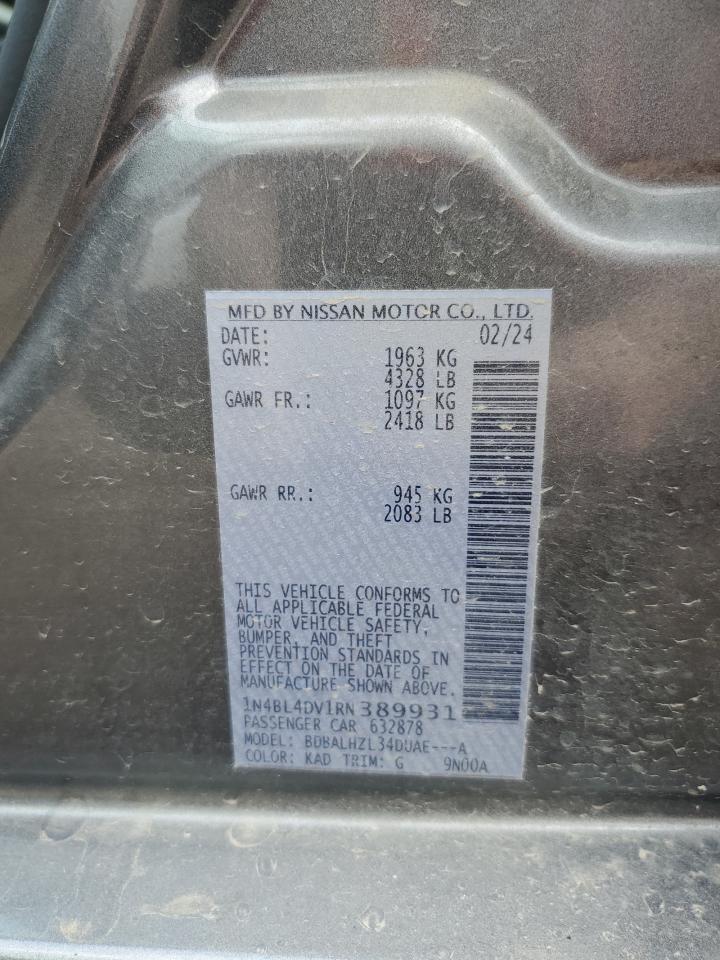 MFD BY NISSAN MOTOR CO., LTD.
DATE: 02/24
GVWR: 1963 KG
4328 LB
GAWR FR.: 1097 KG
2418 LB
GAWR RR.: 945 KG
2083 LB
THIS VEHICLE CONFORMS TO
ALL APPLICABLE FEDERAL
MOTOR VEHICLE SAFETY,
BUMPER, AND THEFT
PREVENTION STANDARDS IN
EFFECT ON THE DATE OF
MANUFACTURE SHOWN ABOVE.
1N4BL4DV1RN389931
PASSENGER CAR 632878
MODEL: BDBALHZL34DUAE---A
COLOR: KAD TRIM: G 9N00A